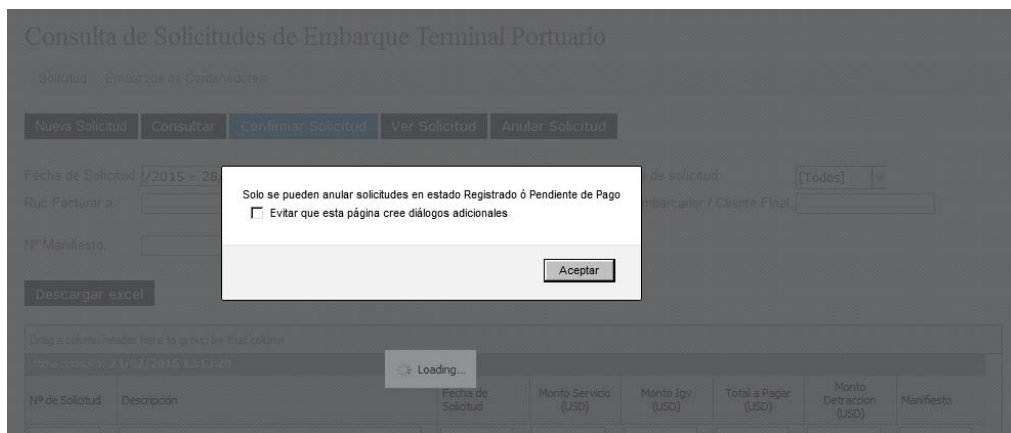 Consulta de Solicitudes de Embarque Terminal Portuario
Solicitud Embarque de Contenedores
Nueva Solicitud Consultar Confirmar Solicitud Ver Solicitud Anular Solicitud
Fecha de Solicitud /2015 - 28 de solicitud: [Todos]
Ruc Facturar a mbarcador / Cliente Final:
Nº Manifiesto:
Solo se pueden anular solicitudes en estado Registrado ó Pendiente de Pago
Evitar que esta página cree diálogos adicionales
Aceptar
Descargar excel
Drag a column header here to group by that column
Loading...
Nº de Solicitud Descripción Fecha de Solicitud Monto Servicio (USD) Monto Igv (USD) Total a Pagar (USD) Monto Detraccion (USD) Manifiesto